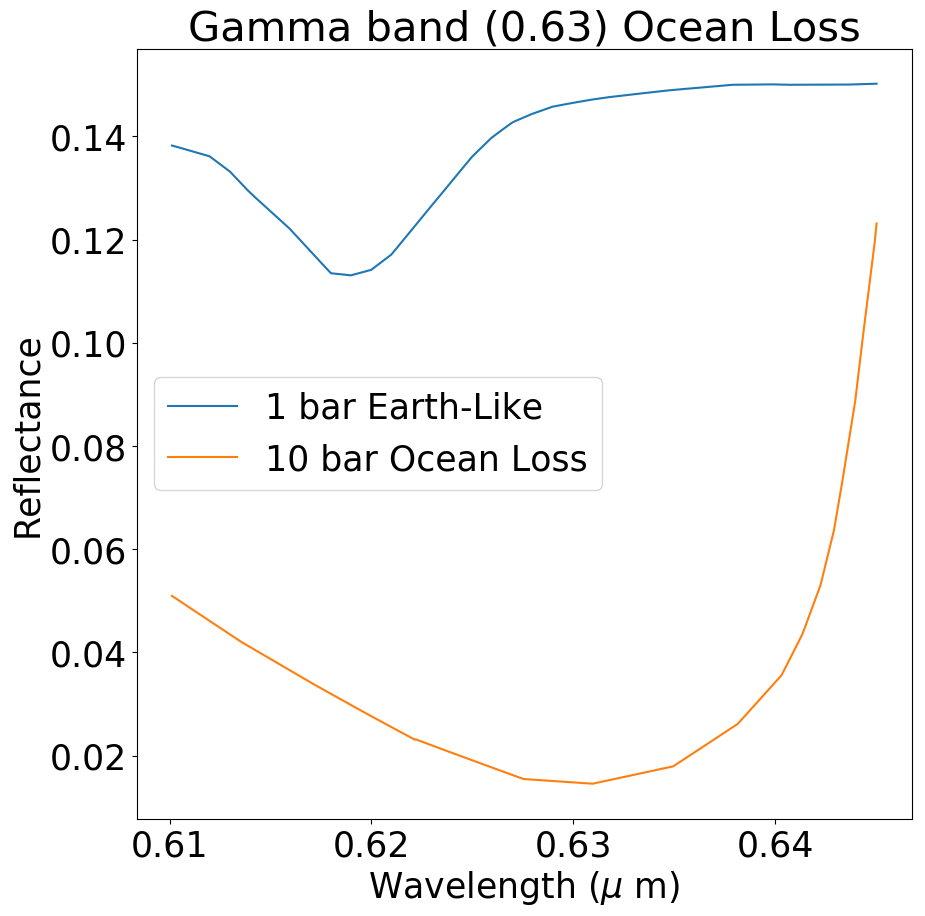 Gamma band (0.63) Ocean Loss
0.14
0.12
0.10
0.08
0.06
0.04
0.02
Reflectance
1 bar Earth-Like
10 bar Ocean Loss
0.61 0.62 0.63 0.64
Wavelength (μ m)